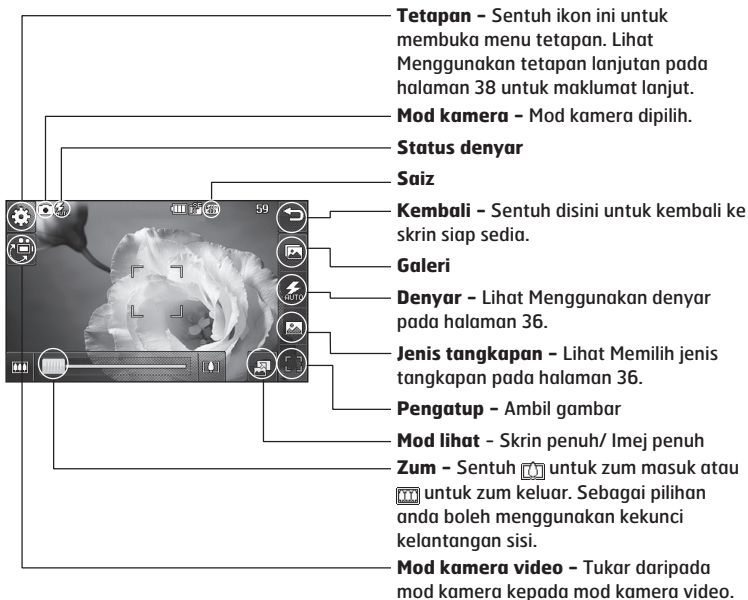 Tetapan – Sentuh ikon ini untuk
membuka menu tetapan. Lihat
Menggunakan tetapan lanjutan pada
halaman 38 untuk maklumat lanjut.
Mod kamera – Mod kamera dipilih.
Status denyar
Saiz
59
Kembali – Sentuh disini untuk kembali ke
skrin siap sedia.
Galeri
AUTO
Denyar – Lihat Menggunakan denyar
pada halaman 36.
Jenis tangkapan – Lihat Memilih jenis
tangkapan pada halaman 36.
Pengatup – Ambil gambar
Mod lihat - Skrin penuh/ Imej penuh
Zum – Sentuh untuk zum masuk atau
untuk zum keluar. Sebagai pilihan
anda boleh menggunakan kekunci
kelantangan sisi.
Mod kamera video – Tukar daripada
mod kamera kepada mod kamera video.